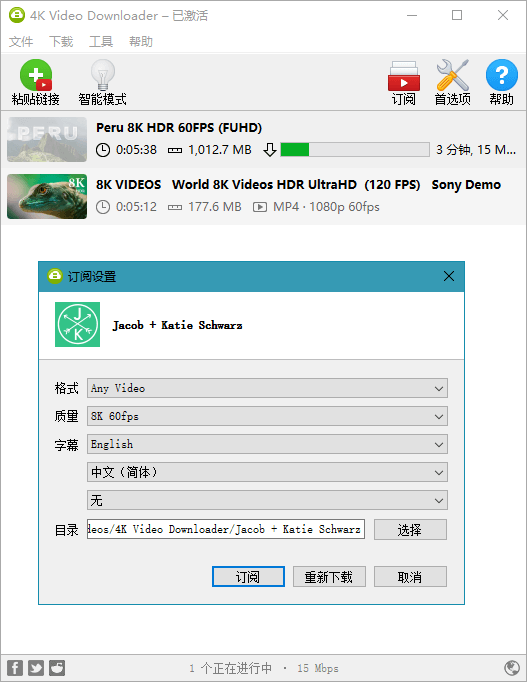 4K Video Downloader – 已激活
文件 下载 工具 帮助
粘贴链接 智能模式 订阅 首选项 帮助
PERU
Peru 8K HDR 60FPS (FUHD)
0:05:38 1,012.7 MB 3 分钟, 15 M...
8K
8K VIDEOS World 8K Videos HDR UltraHD (120 FPS) Sony Demo
0:05:12 177.6 MB MP4 · 1080p 60fps
订阅设置
J
K
Jacob + Katie Schwarz
格式 Any Video
质量 8K 60fps
字幕 English
中文（简体）
无
目录 deos/4K Video Downloader/Jacob + Katie Schwarz 选择
订阅 重新下载 取消
1 个正在进行中 · 15 Mbps